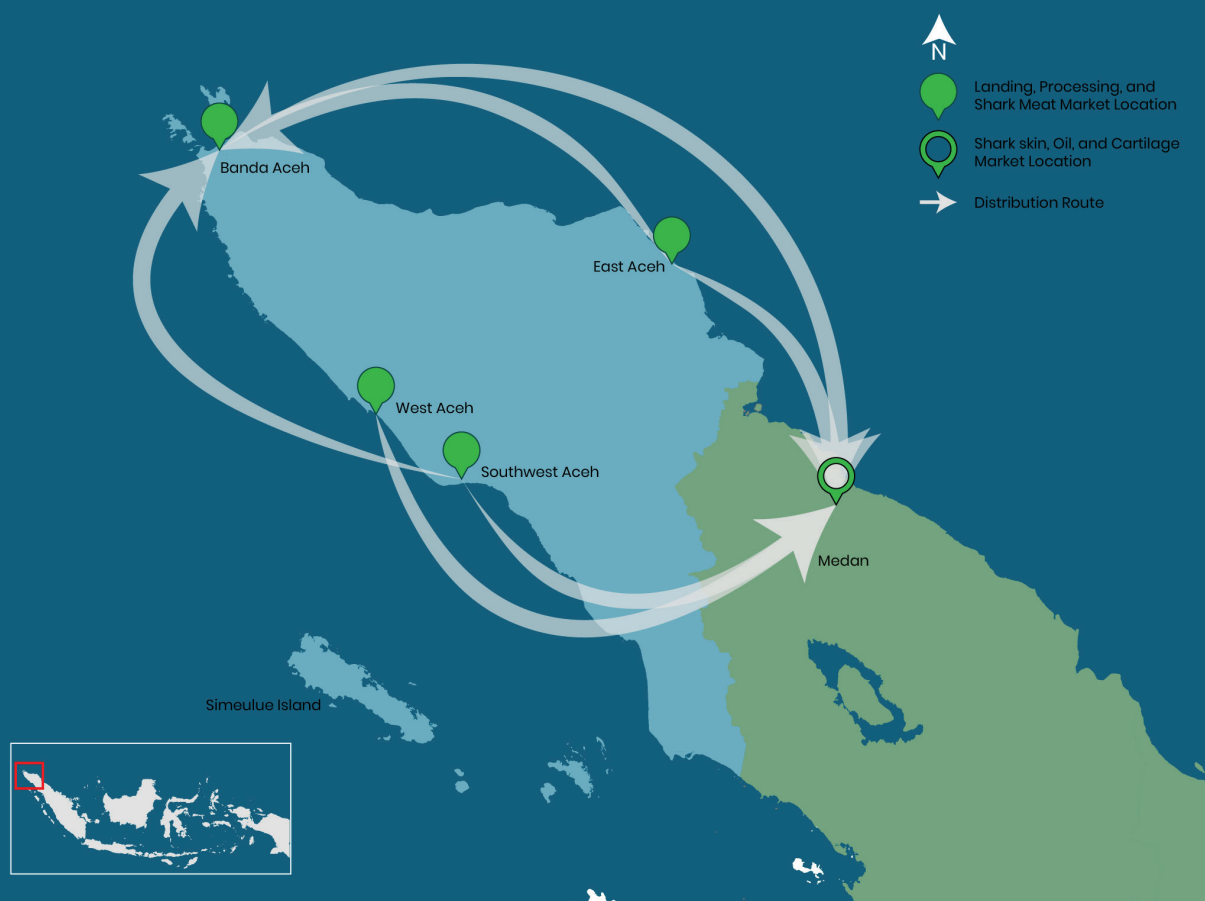 N
Landing, Processing, and
Shark Meat Market Location
Shark skin, Oil, and Cartilage
Market Location
Distribution Route
Banda Aceh
East Aceh
West Aceh
Southwest Aceh
Medan
Simeulue Island